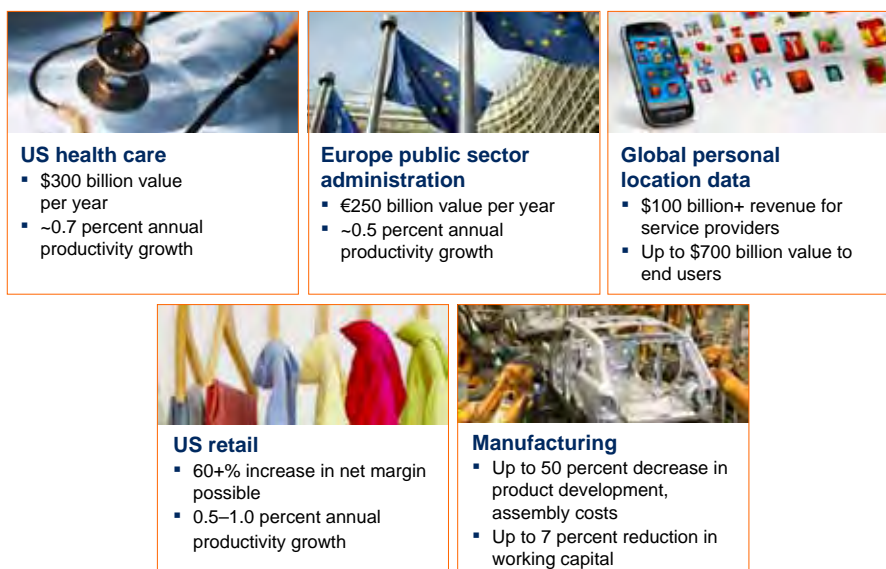 US health care
▪ $300 billion value
per year
▪ ~0.7 percent annual
productivity growth
Europe public sector
administration
▪ €250 billion value per year
▪ ~0.5 percent annual
productivity growth
Global personal
location data
▪ $100 billion+ revenue for
service providers
▪ Up to $700 billion value to
end users
US retail
▪ 60+% increase in net margin
possible
▪ 0.5–1.0 percent annual
productivity growth
Manufacturing
▪ Up to 50 percent decrease in
product development,
assembly costs
▪ Up to 7 percent reduction in
working capital